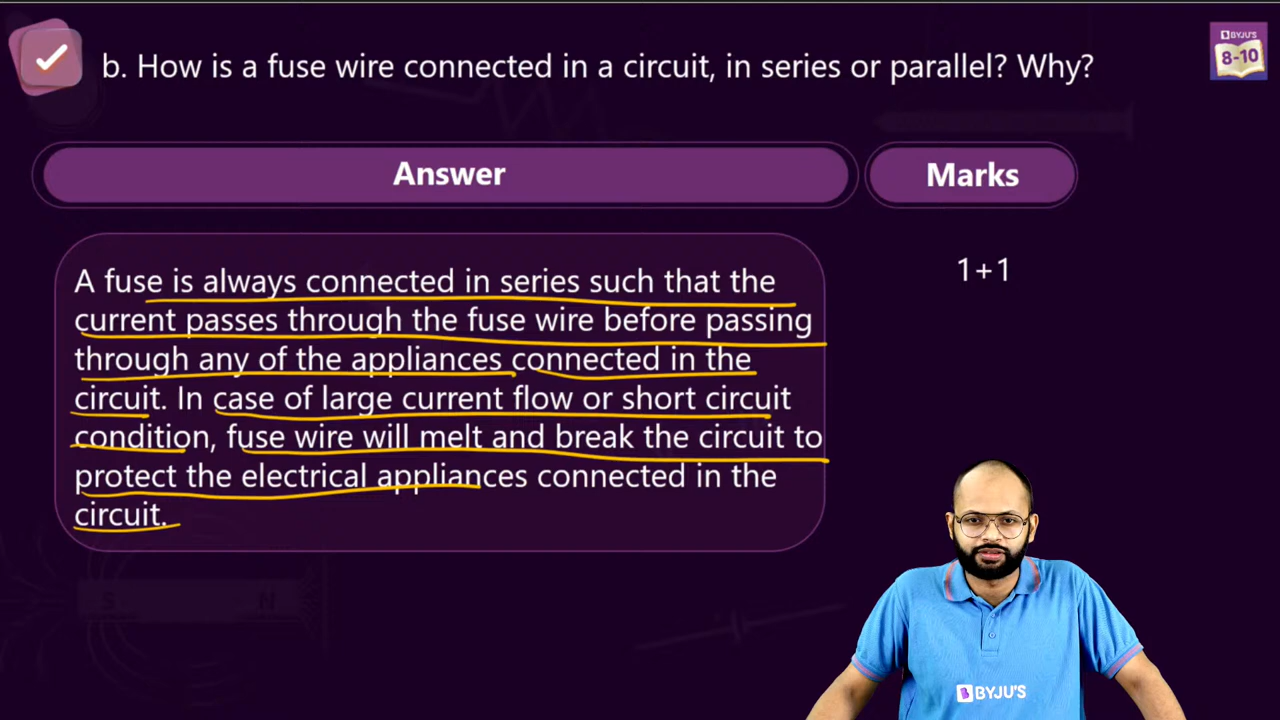 b. How is a fuse wire connected in a circuit, in series or parallel? Why?
BYJU'S
8-10
Answer
Marks
A fuse is always connected in series such that the
current passes through the fuse wire before passing
through any of the appliances connected in the
circuit. In case of large current flow or short circuit
condition, fuse wire will melt and break the circuit to
protect the electrical appliances connected in the
circuit.
1+1
S
N
BYJU'S